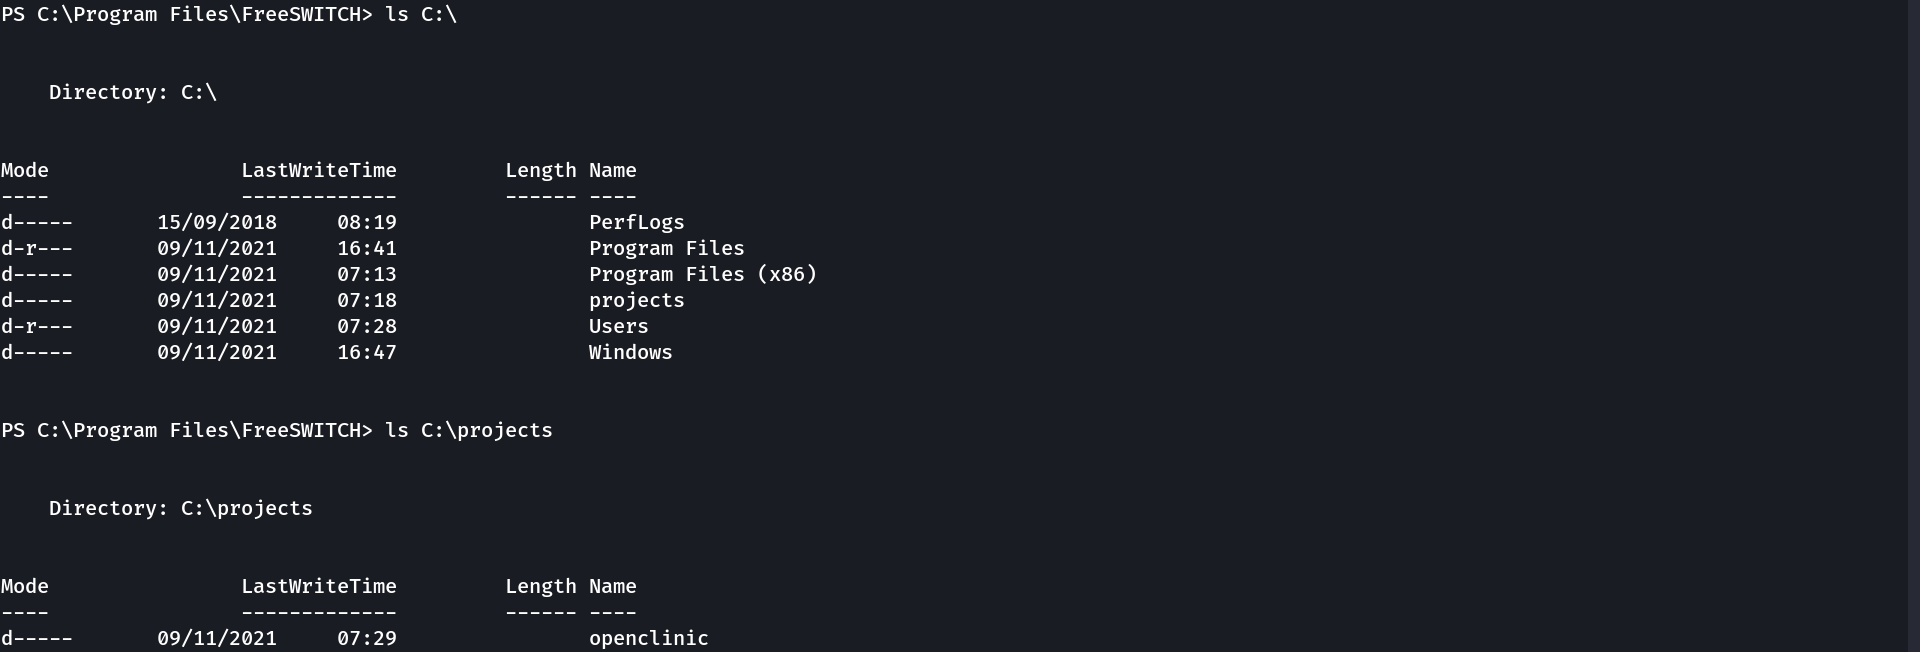 PS C:\Program Files\FreeSWITCH> ls C:\
    Directory: C:\
Mode                LastWriteTime         Length Name
----                -------------         ------ ----
d-----       15/09/2018     08:19                PerfLogs
d-r---       09/11/2021     16:41                Program Files
d-----       09/11/2021     07:13                Program Files (x86)
d-----       09/11/2021     07:18                projects
d-r---       09/11/2021     07:28                Users
d-----       09/11/2021     16:47                Windows
PS C:\Program Files\FreeSWITCH> ls C:\projects
    Directory: C:\projects
Mode                LastWriteTime         Length Name
----                -------------         ------ ----
d-----       09/11/2021     07:29                openclinic